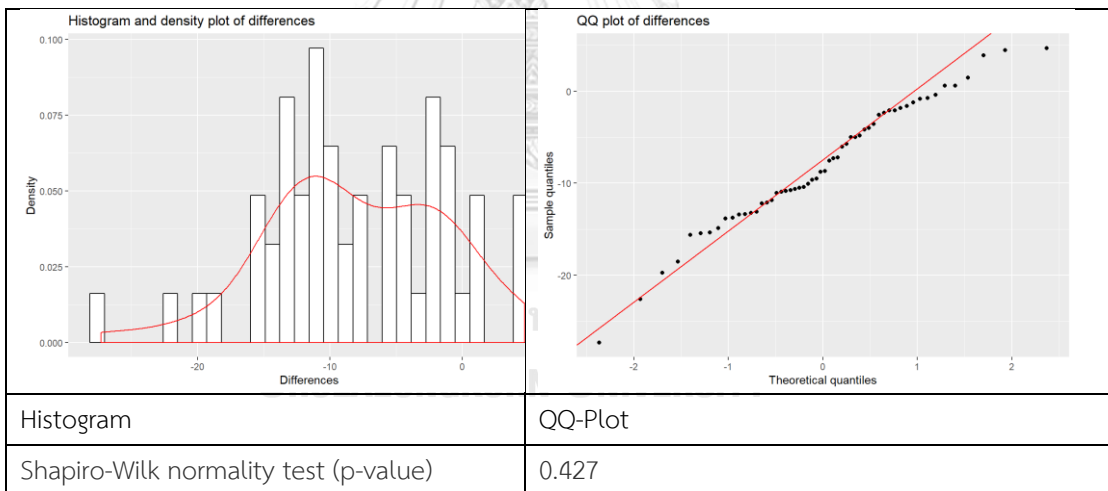 Histogram and density plot of differences
0.100
0.075
0.050
0.025
0.000
Density
-20
-10
0
Differences
QQ plot of differences
0
-10
-20
Sample quantiles
-2
-1
0
1
2
Theoretical quantiles
Histogram
QQ-Plot
Shapiro-Wilk normality test (p-value)
0.427